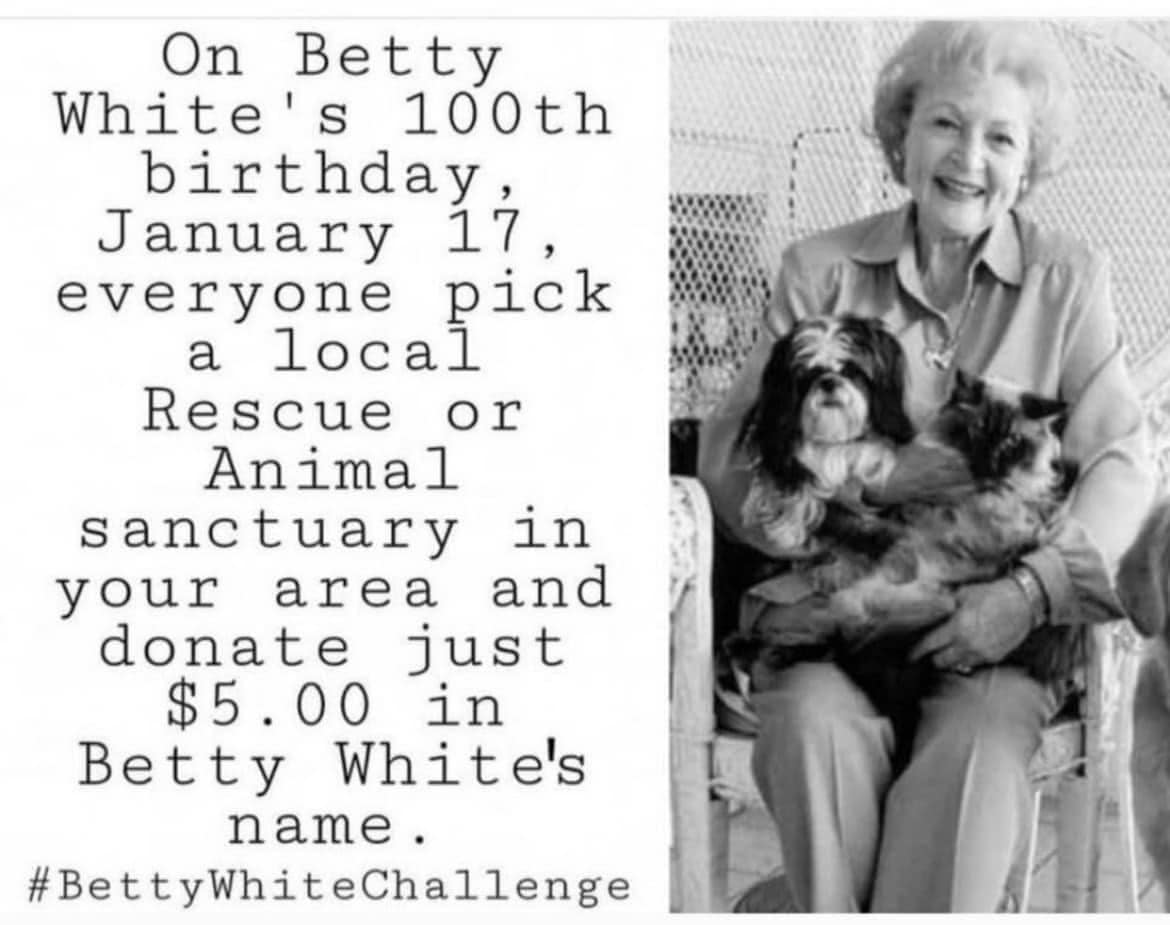 On Betty
White's 100th
birthday,
January 17,
everyone pick
a local
Rescue or
Animal
sanctuary in
your area and
donate just
$5.00 in
Betty White's
name.
#BettyWhiteChallenge